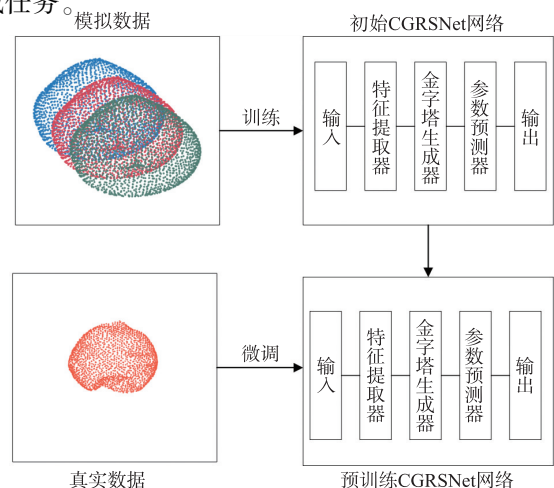 任务。
模拟数据
初始CGRSNet网络
训练
输入
特征提取器
金字塔生成器
参数预测器
输出
微调
输入
特征提取器
金字塔生成器
参数预测器
输出
真实数据
预训练CGRSNet网络